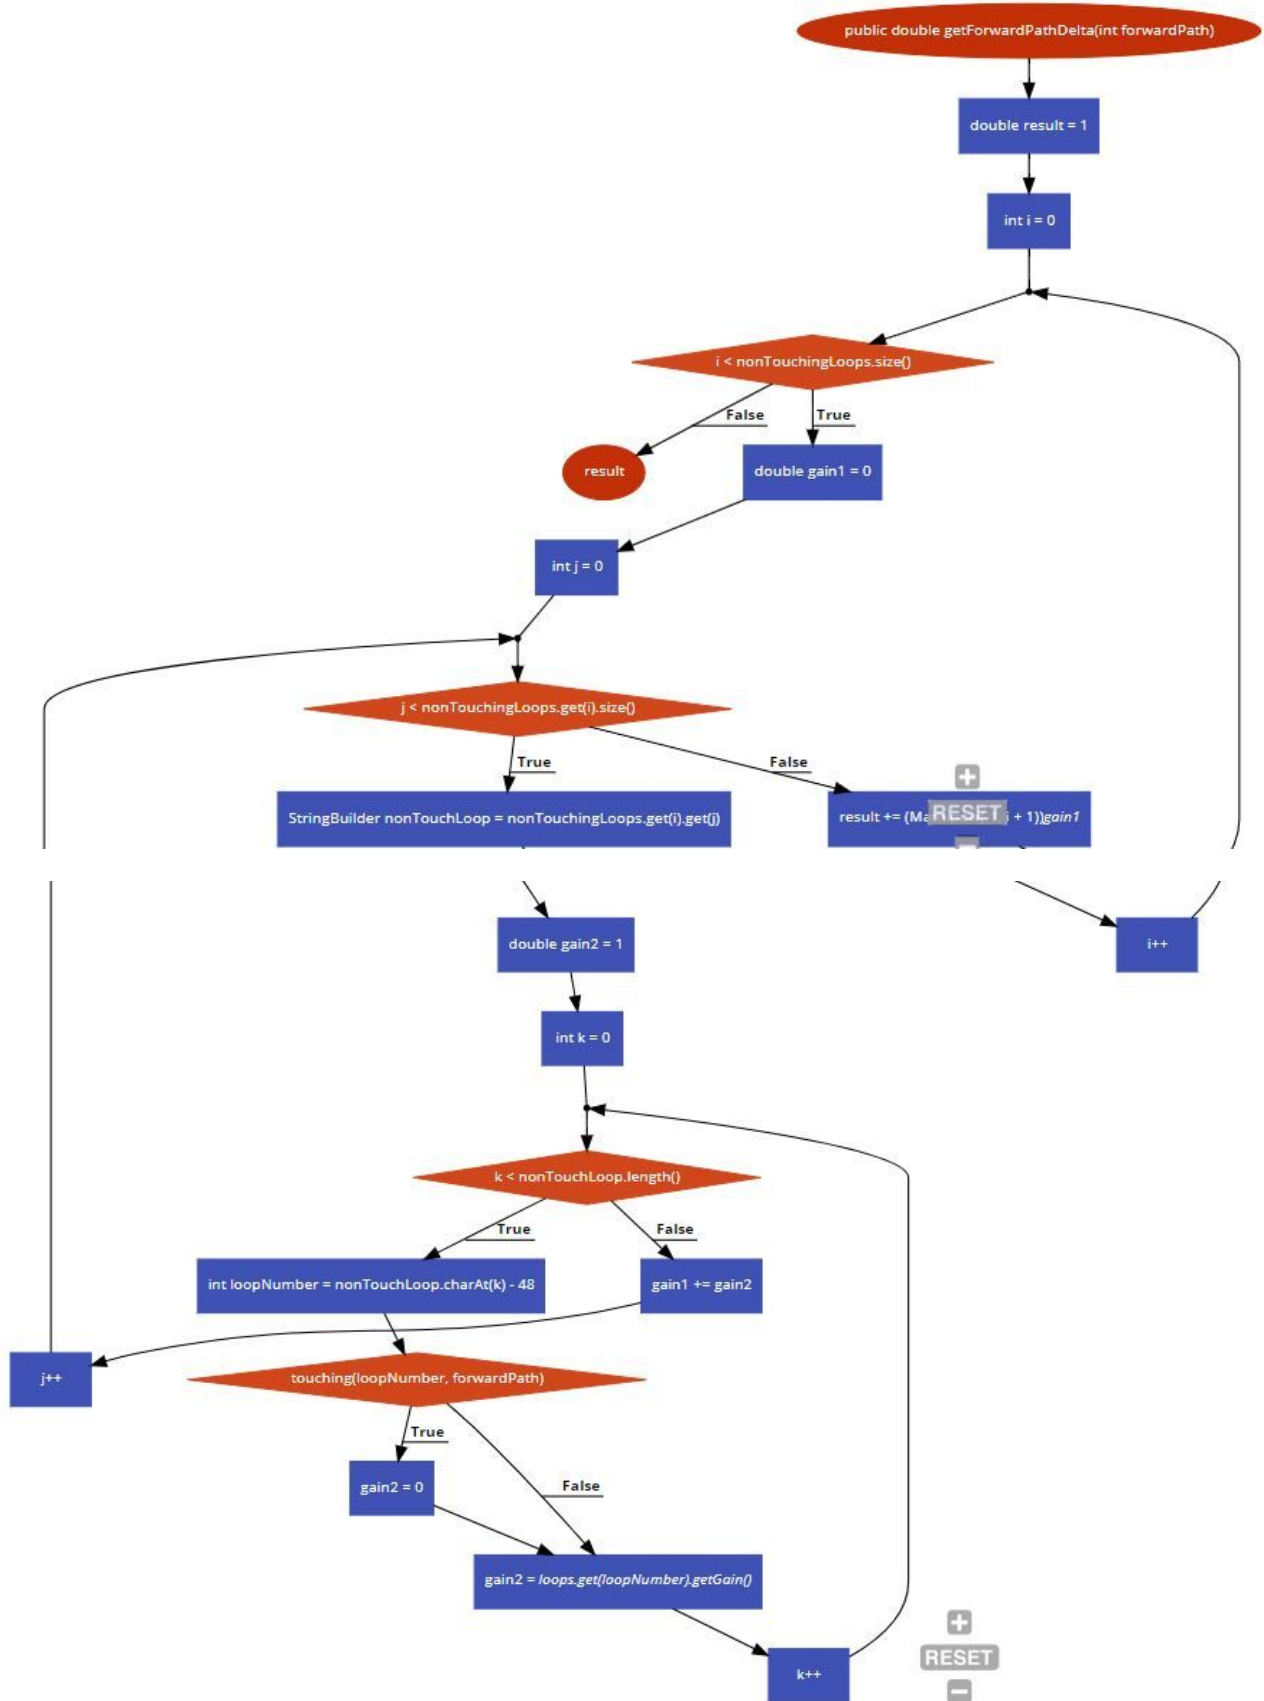 public double getForwardPathDelta(int forwardPath)
double result = 1
int i = 0
i < nonTouchingLoops.size()
False
True
result
double gain1 = 0
int j = 0
j < nonTouchingLoops.get(i).size()
True
False
StringBuilder nonTouchLoop = nonTouchingLoops.get(i).get(j)
result += (Ma
RESET
i + 1))gain1
double gain2 = 1
i++
int k = 0
k < nonTouchLoop.length()
True
False
int loopNumber = nonTouchLoop.charAt(k) - 48
gain1 += gain2
j++
touching(loopNumber, forwardPath)
True
False
gain2 = 0
gain2 = loops.get(loopNumber).getGain()
RESET
k++